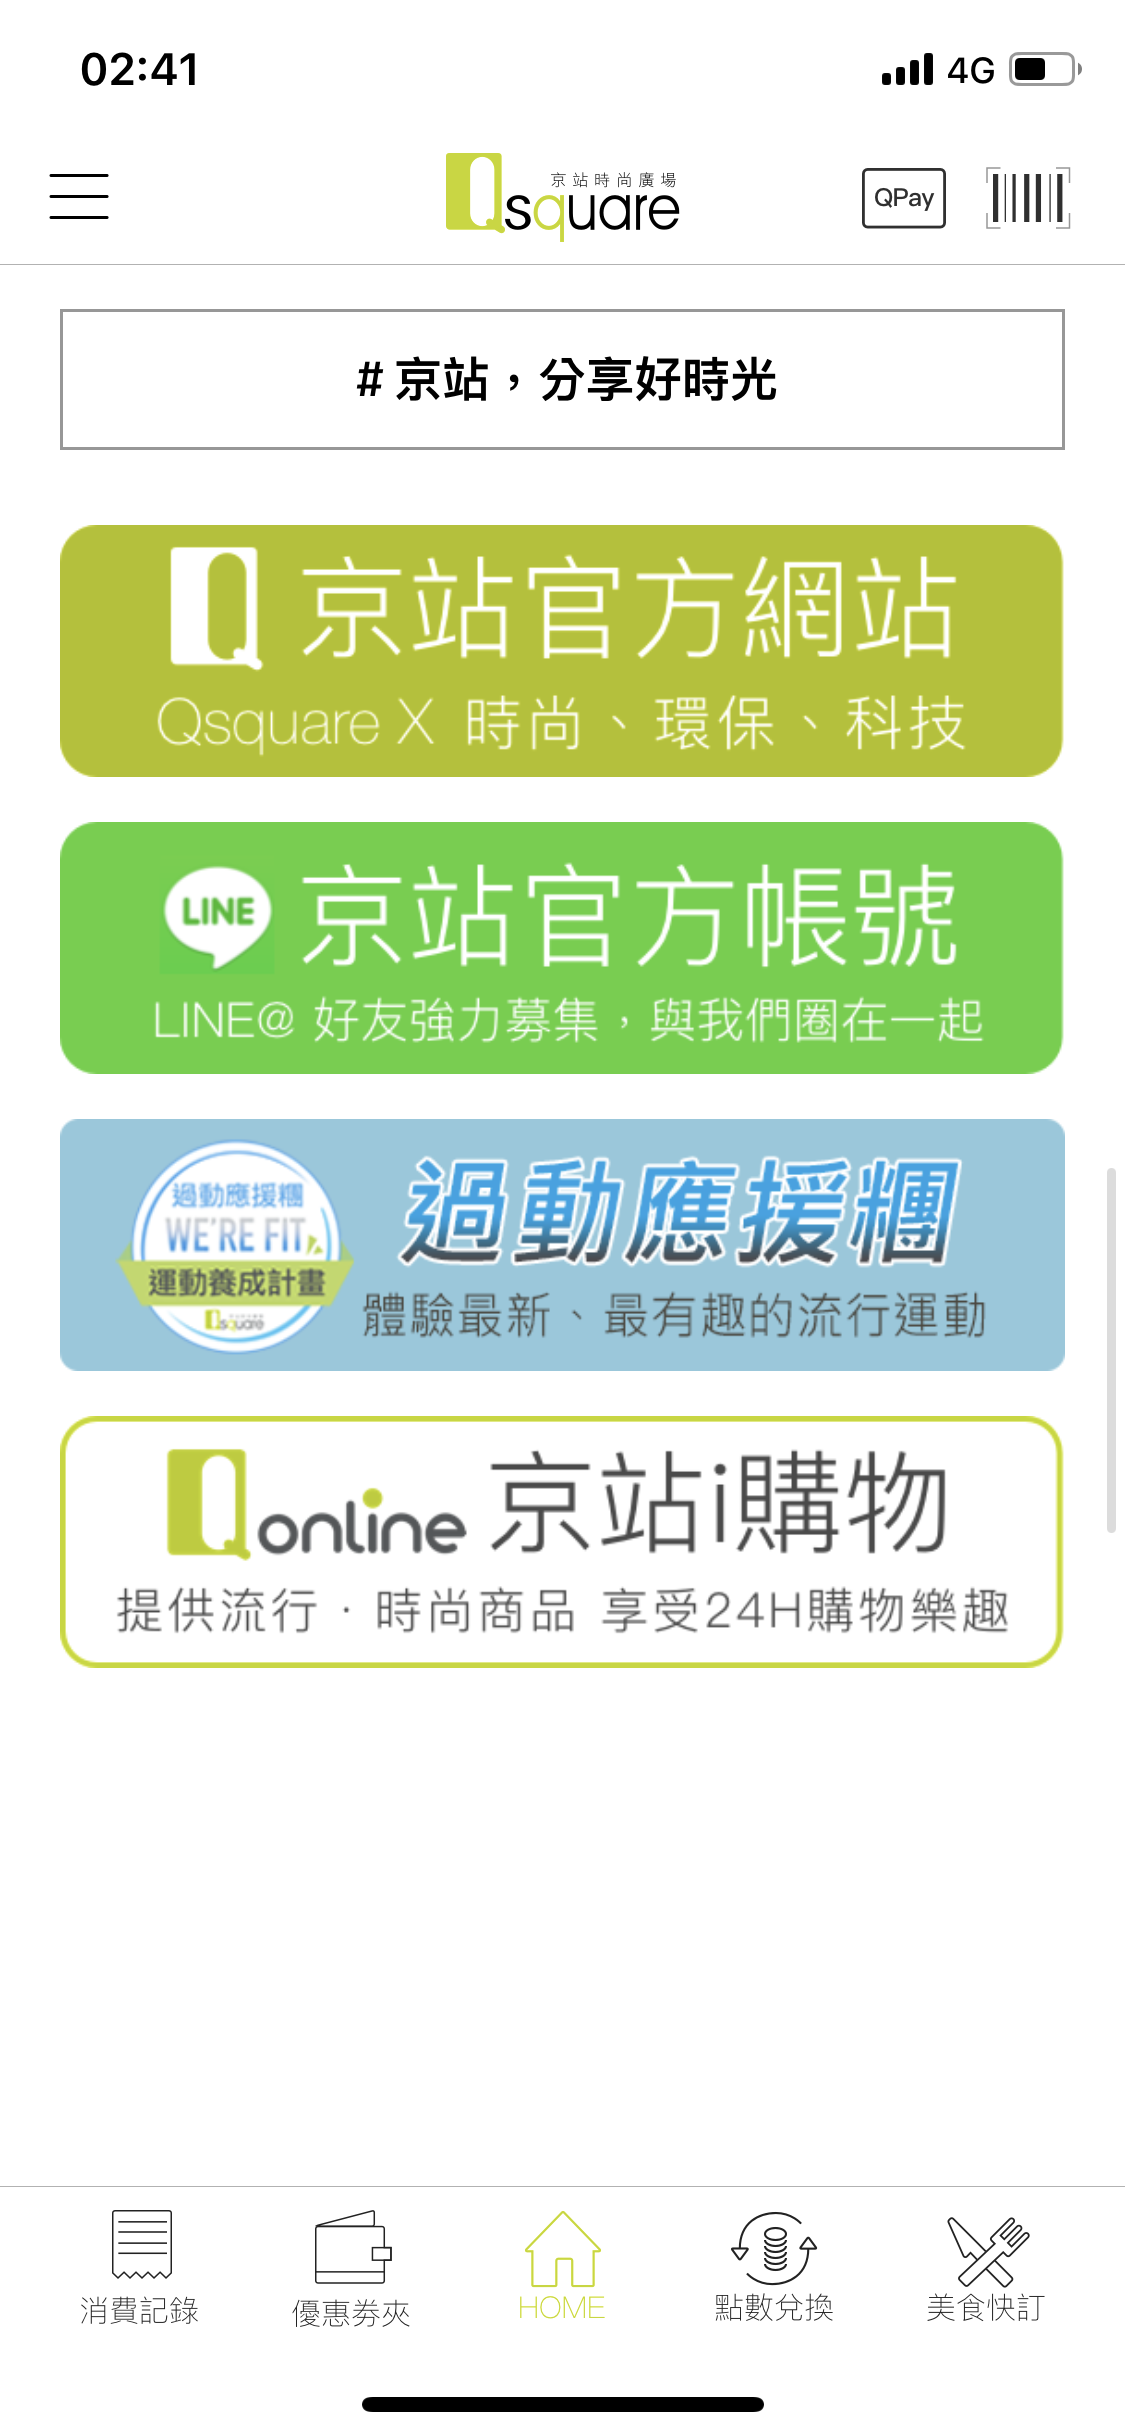 02:41
4G
京站時尚廣場
Qsquare
QPay
# 京站，分享好時光
京站官方網站
Qsquare X 時尚、環保、科技
LINE
京站官方帳號
LINE@ 好友強力募集，與我們圈在一起
過動應援糰
WE'RE FIT
運動養成計畫
Qsquare
過動應援糰
體驗最新、最有趣的流行運動
Qonline 京站i購物
提供流行．時尚商品 享受24H購物樂趣
消費記錄
優惠券夾
HOME
點數兌換
美食快訂